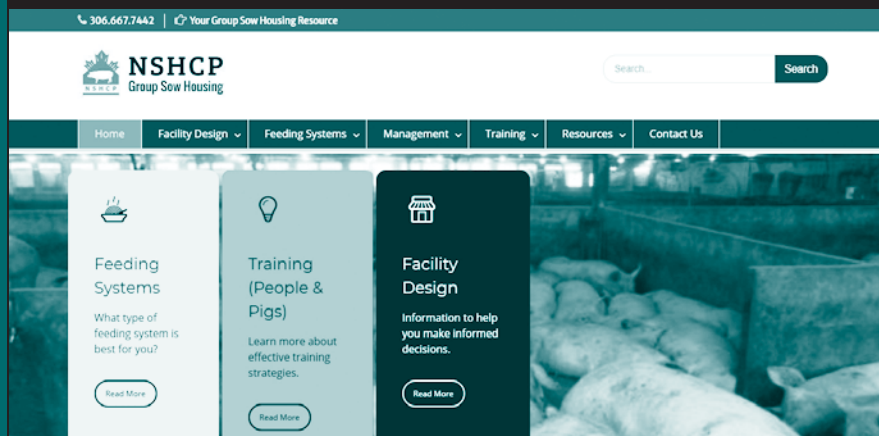 306.667.7442 Your Group Sow Housing Resource
NSHCP
NSHCP
Group Sow Housing
Search...
Search
Home Facility Design Feeding Systems Management Training Resources Contact Us
Feeding
Systems
What type of
feeding system is
best for you?
Read More
Training
(People &
Pigs)
Learn more about
effective training
strategies.
Read More
Facility
Design
Information to help
you make informed
decisions.
Read More